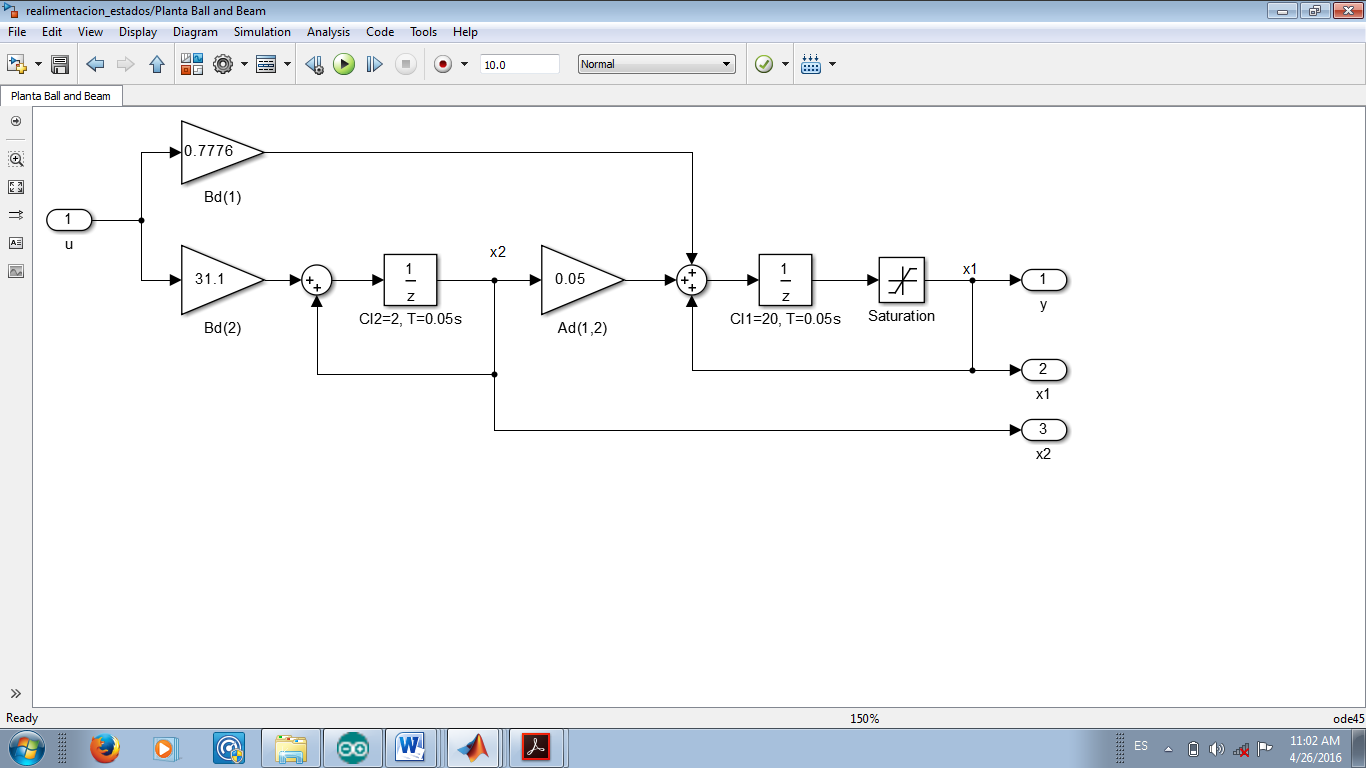 realimentacion_estados/Planta Ball and Beam
File Edit View Display Diagram Simulation Analysis Code Tools Help
10.0 Normal
Planta Ball and Beam
0.7776
Bd(1)
1
u
31.1
Bd(2)
++
1
z
CI2=2, T=0.05s
x2
0.05
Ad(1,2)
+++
1
z
CI1=20, T=0.05s
Saturation
x1
1
y
2
x1
3
x2
Ready 150% ode45
ES 11:02 AM
4/26/2016